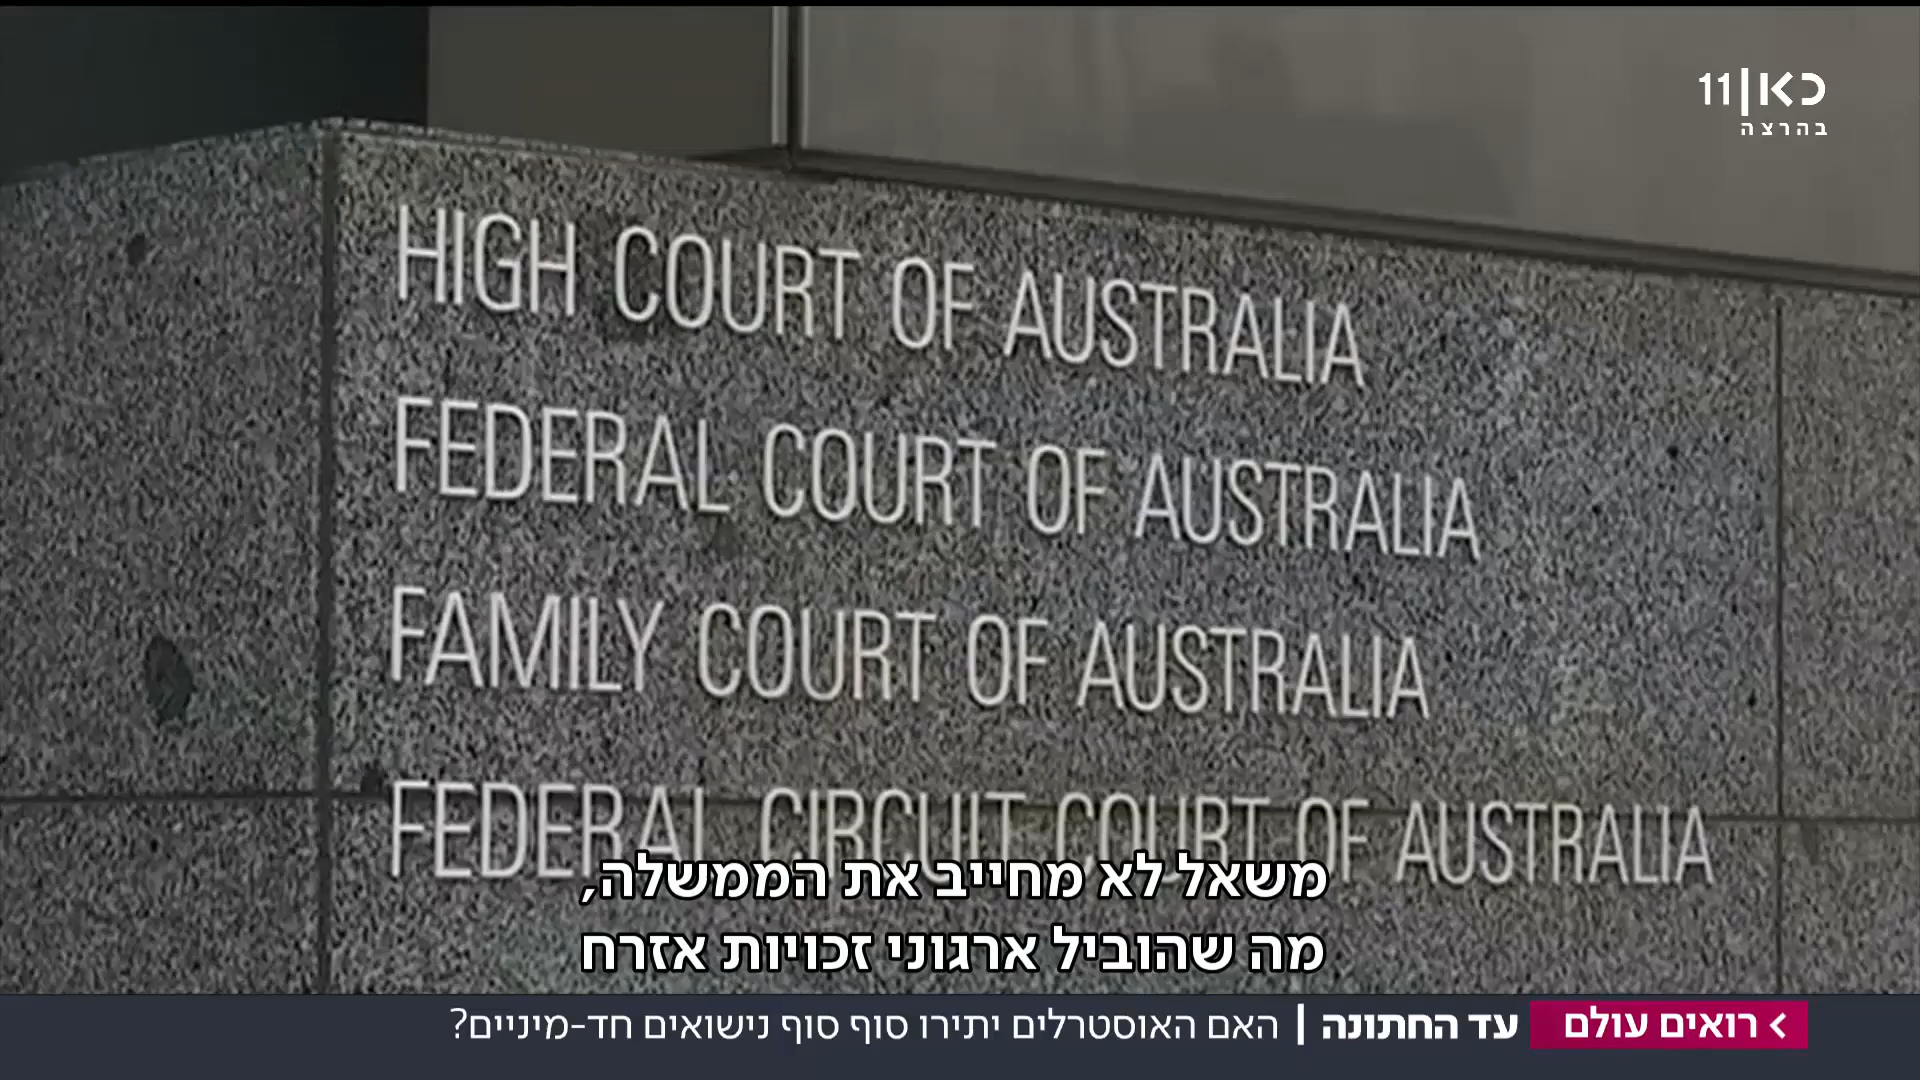 כאן 11
בהרצה
HIGH COURT OF AUSTRALIA
FEDERAL COURT OF AUSTRALIA
FAMILY COURT OF AUSTRALIA
FEDERAL CIRCUIT COURT OF AUSTRALIA
משאל לא מחייב את הממשלה,
מה שהוביל ארגוני זכויות אזרח
רואים עולם עד החתונה | האם האוסטרלים יתירו סוף סוף נישואים חד-מיניים?